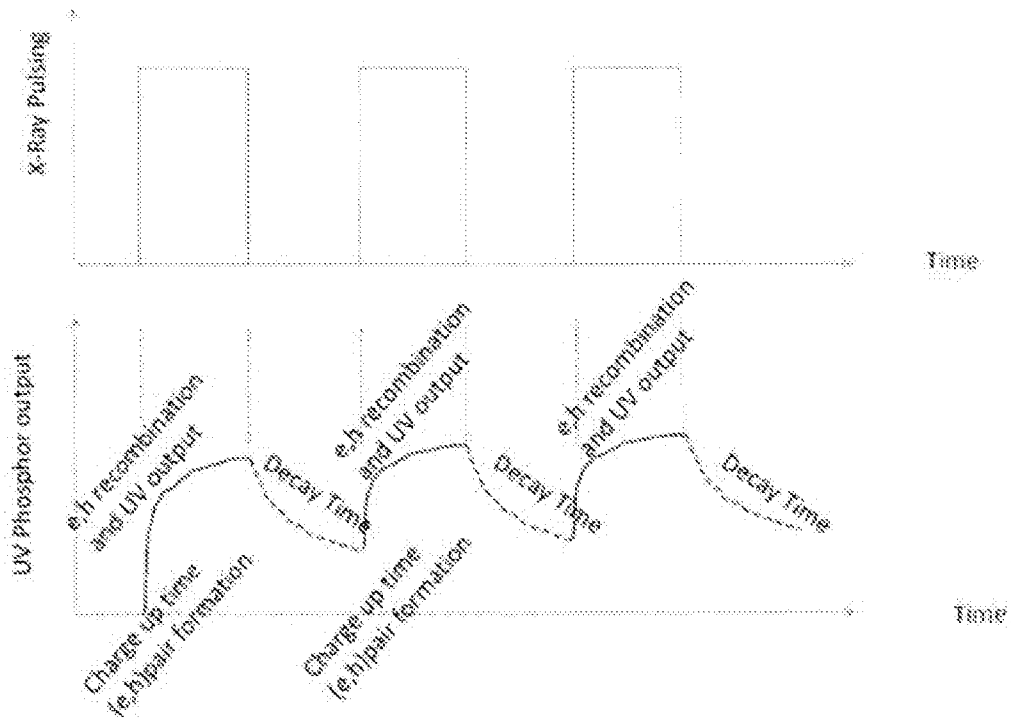 X-Ray Pulsing
Time
UV Phosphor output
e,h recombination
and UV output
Decay Time
e,h recombination
and UV output
Decay Time
e,h recombination
and UV output
Decay Time
Charge up time
(e,h)pair formation
Charge up time
(e,h)pair formation
Time